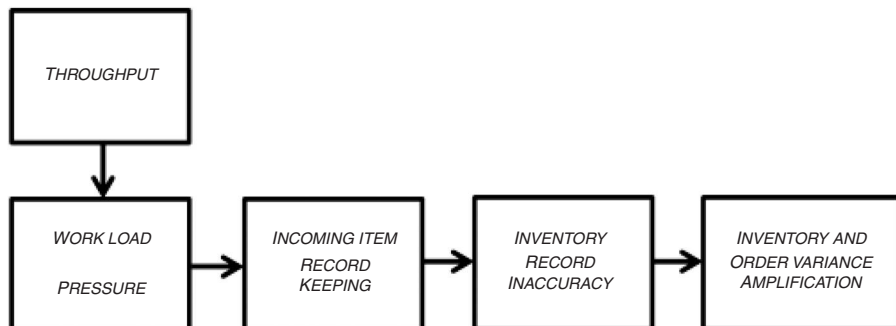 THROUGHPUT
WORK LOAD
PRESSURE
INCOMING ITEM
RECORD
KEEPING
INVENTORY
RECORD
INACCURACY
INVENTORY AND
ORDER VARIANCE
AMPLIFICATION